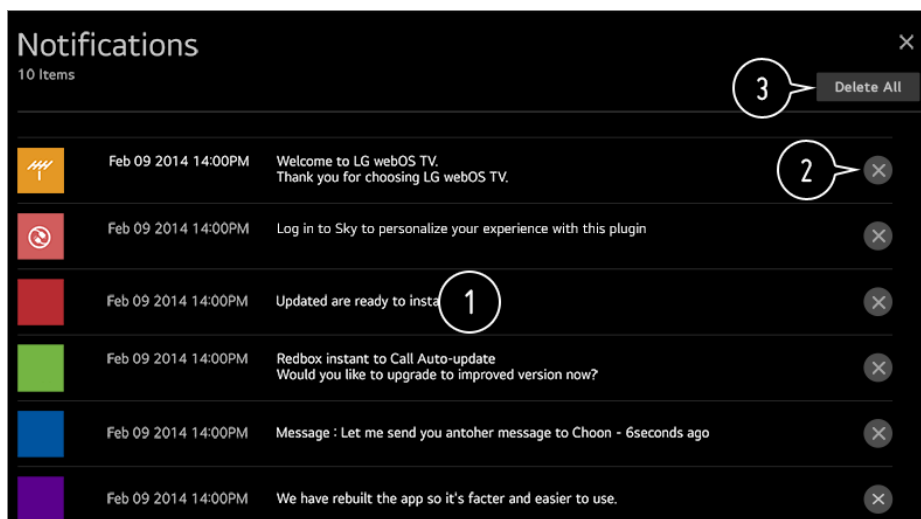 Notifications
10 Items
3
Delete All
Feb 09 2014 14:00PM
Welcome to LG webOS TV.
Thank you for choosing LG webOS TV.
2
Feb 09 2014 14:00PM
Log in to Sky to personalize your experience with this plugin
Feb 09 2014 14:00PM
Updated are ready to insta
1
Feb 09 2014 14:00PM
Redbox instant to Call Auto-update
Would you like to upgrade to improved version now?
Feb 09 2014 14:00PM
Message : Let me send you antoher message to Choon - 6seconds ago
Feb 09 2014 14:00PM
We have rebuilt the app so it's facter and easier to use.